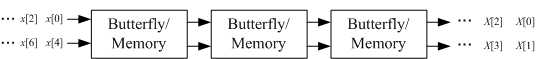 ··· x[2] x[0] Butterfly/ Butterfly/ Butterfly/ ··· X[2] X[0]
··· x[6] x[4] Memory Memory Memory ··· X[3] X[1]